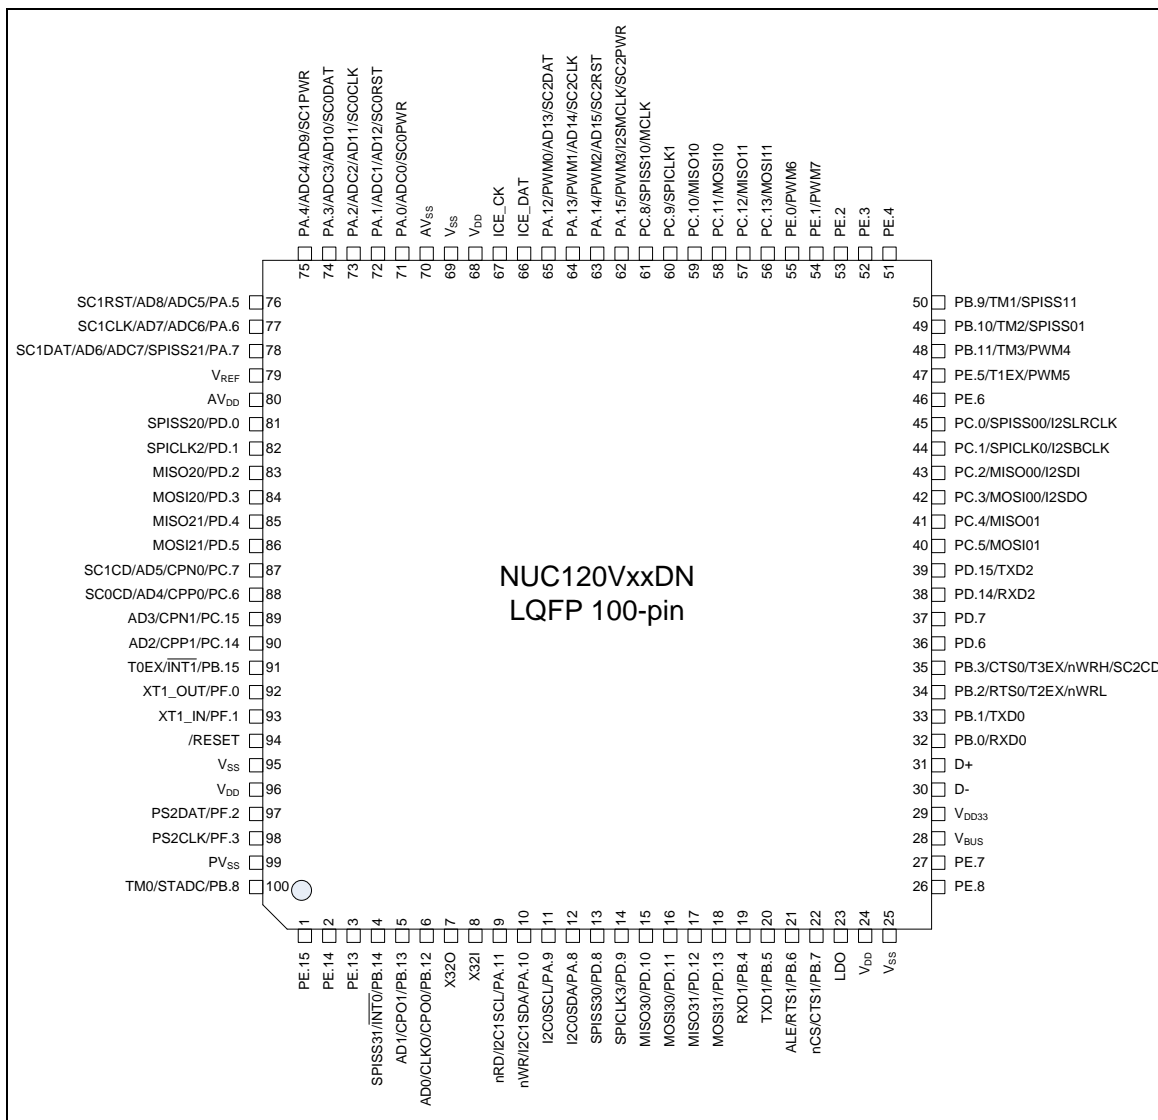 PA.4/ADC4/AD9/SC1PWR
PA.3/ADC3/AD10/SC0DAT
PA.2/ADC2/AD11/SC0CLK
PA.1/ADC1/AD12/SC0RST
PA.0/ADC0/SC0PWR
AVSS
VSS
VDD
ICE_CK
ICE_DAT
PA.12/PWM0/AD13/SC2DAT
PA.13/PWM1/AD14/SC2CLK
PA.14/PWM2/AD15/SC2RST
PA.15/PWM3/I2SMCLK/SC2PWR
PC.8/SPISS10/MCLK
PC.9/SPICLK1
PC.10/MISO10
PC.11/MOSI10
PC.12/MISO11
PC.13/MOSI11
PE.0/PWM6
PE.1/PWM7
PE.2
PE.3
PE.4
75
74
73
72
71
70
69
68
67
66
65
64
63
62
61
60
59
58
57
56
55
54
53
52
51
SC1RST/AD8/ADC5/PA.5 76
SC1CLK/AD7/ADC6/PA.6 77
SC1DAT/AD6/ADC7/SPISS21/PA.7 78
VREF 79
AVDD 80
SPISS20/PD.0 81
SPICLK2/PD.1 82
MISO20/PD.2 83
MOSI20/PD.3 84
MISO21/PD.4 85
MOSI21/PD.5 86
SC1CD/AD5/CPN0/PC.7 87
SC0CD/AD4/CPP0/PC.6 88
AD3/CPN1/PC.15 89
AD2/CPP1/PC.14 90
T0EX/INT1/PB.15 91
XT1_OUT/PF.0 92
XT1_IN/PF.1 93
/RESET 94
VSS 95
VDD 96
PS2DAT/PF.2 97
PS2CLK/PF.3 98
PVSS 99
TM0/STADC/PB.8 100
NUC120VxxDN
LQFP 100-pin
50 PB.9/TM1/SPISS11
49 PB.10/TM2/SPISS01
48 PB.11/TM3/PWM4
47 PE.5/T1EX/PWM5
46 PE.6
45 PC.0/SPISS00/I2SLRCLK
44 PC.1/SPICLK0/I2SBCLK
43 PC.2/MISO00/I2SDI
42 PC.3/MOSI00/I2SDO
41 PC.4/MISO01
40 PC.5/MOSI01
39 PD.15/TXD2
38 PD.14/RXD2
37 PD.7
36 PD.6
35 PB.3/CTS0/T3EX/nWRH/SC2CD
34 PB.2/RTS0/T2EX/nWRL
33 PB.1/TXD0
32 PB.0/RXD0
31 D+
30 D-
29 VDD33
28 VBUS
27 PE.7
26 PE.8
1
2
3
4
5
6
7
8
9
10
11
12
13
14
15
16
17
18
19
20
21
22
23
24
25
PE.15
PE.14
PE.13
SPISS31/INT0/PB.14
AD1/CPO1/PB.13
AD0/CLKO/CPO0/PB.12
X32O
X32I
nRD/I2C1SCL/PA.11
nWR/I2C1SDA/PA.10
I2C0SCL/PA.9
I2C0SDA/PA.8
SPISS30/PD.8
SPICLK3/PD.9
MISO30/PD.10
MOSI30/PD.11
MISO31/PD.12
MOSI31/PD.13
RXD1/PB.4
TXD1/PB.5
ALE/RTS1/PB.6
nCS/CTS1/PB.7
LDO
VDD
VSS